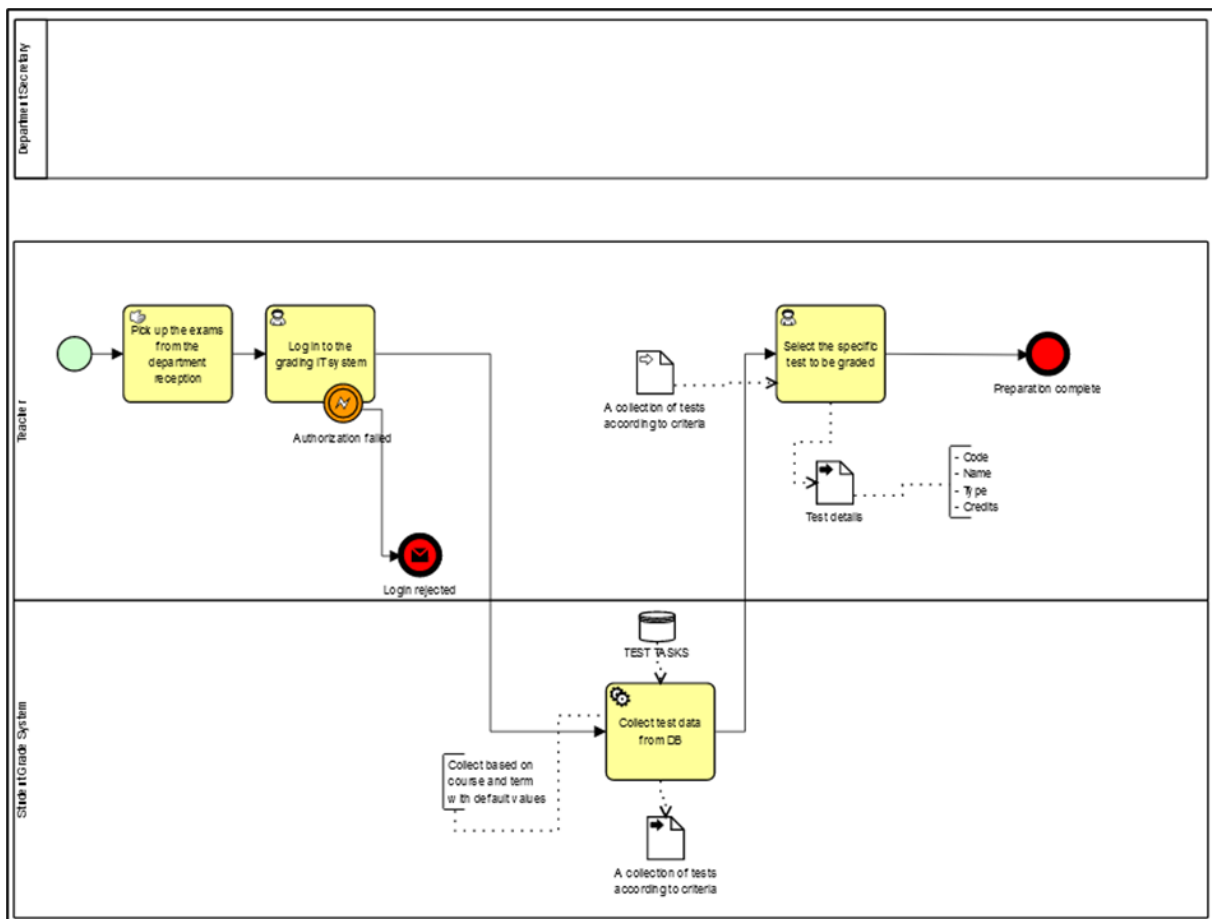 Department Secretary
Teacher
Pick up the exams
from the
department
reception
Log in to the
grading IT system
Authorization failed
Login rejected
A collection of tests
according to criteria
Select the specific
test to be graded
Preparation complete
Test details
- Code
- Name
- Type
- Credits
Student Grade System
TEST TASKS
Collect test data
from DB
Collect based on
course and term
with default values
A collection of tests
according to criteria